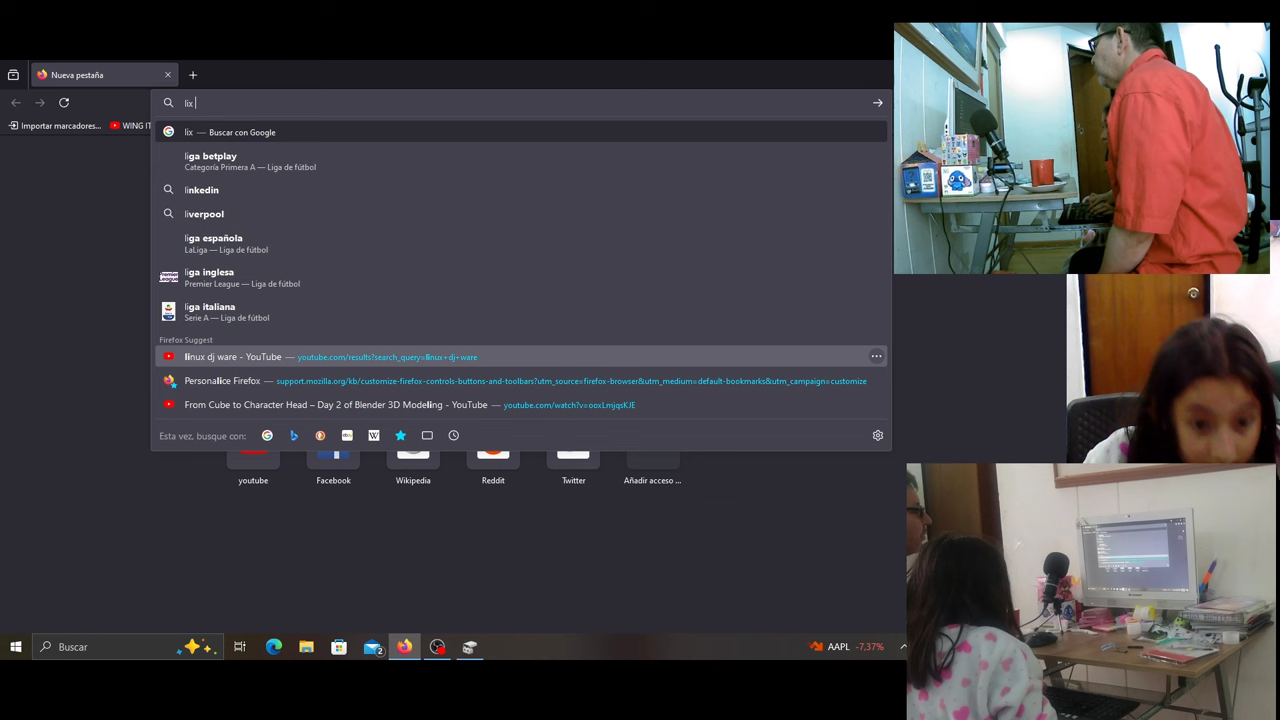 Nueva pestaña
lix
Importar marcadores...
WING IT
lix — Buscar con Google
liga betplay
Categoría Primera A — Liga de fútbol
linkedin
liverpool
liga española
LaLiga — Liga de fútbol
liga inglesa
Premier League — Liga de fútbol
liga italiana
Serie A — Liga de fútbol
Firefox Suggest
linux dj ware - YouTube — youtube.com/results?search_query=linux+dj+ware
Personalice Firefox — support.mozilla.org/kb/customize-firefox-controls-buttons-and-toolbars?utm_source=firefox-browser&utm_medium=default-bookmarks&utm_campaign=customize
From Cube to Character Head – Day 2 of Blender 3D Modeling - YouTube — youtube.com/watch?v=ooxLmjqsKJE
Esta vez, busque con:
youtube
Facebook
Wikipedia
Reddit
Twitter
Añadir acceso ...
Buscar
2
AAPL -7,37%